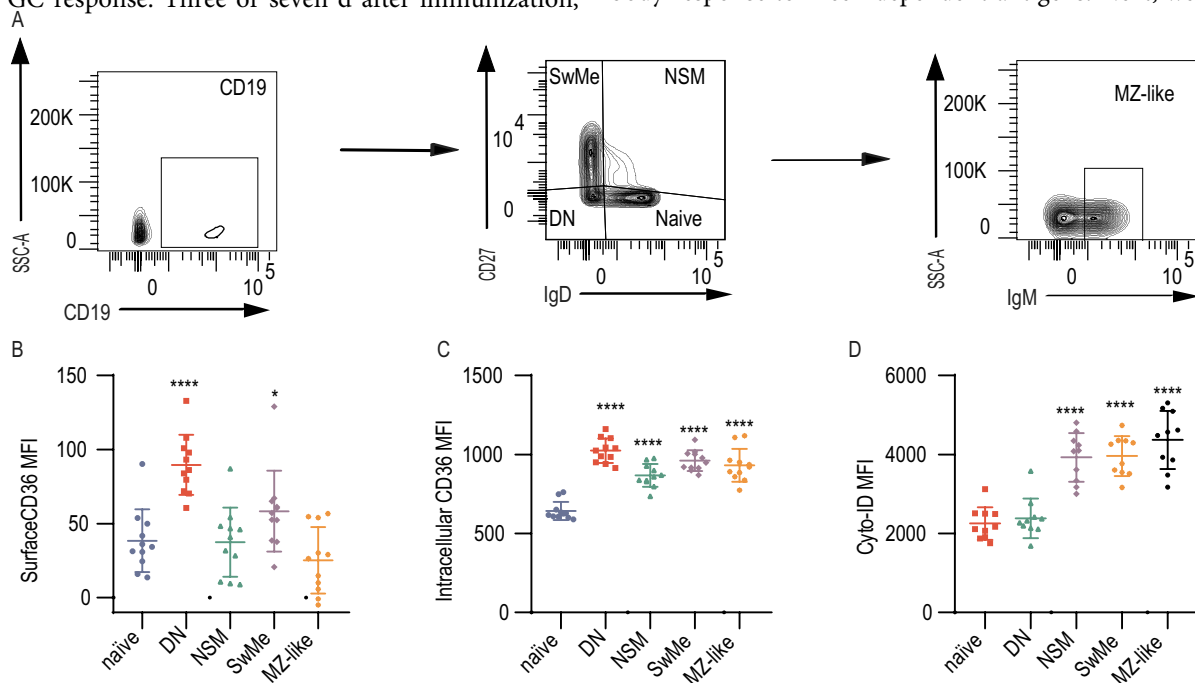 GC response. Three or seven d after immunization,
A
CD19
200K
100K
0
SSC-A
0
10 5
CD19
SwMe
NSM
10 4
0
DN
Naive
CD27
0
10 5
IgD
MZ-like
200K
100K
0
SSC-A
0
10 5
IgM
B
150
100
50
0
SurfaceCD36 MFI
****
*
naïve
DN
NSM
SwMe
MZ-like
C
1500
1000
500
0
Intracellular CD36 MFI
****
****
****
****
naïve
DN
NSM
SwMe
MZ-like
D
6000
4000
2000
0
Cyto-ID MFI
****
****
****
naïve
DN
NSM
SwMe
MZ-like